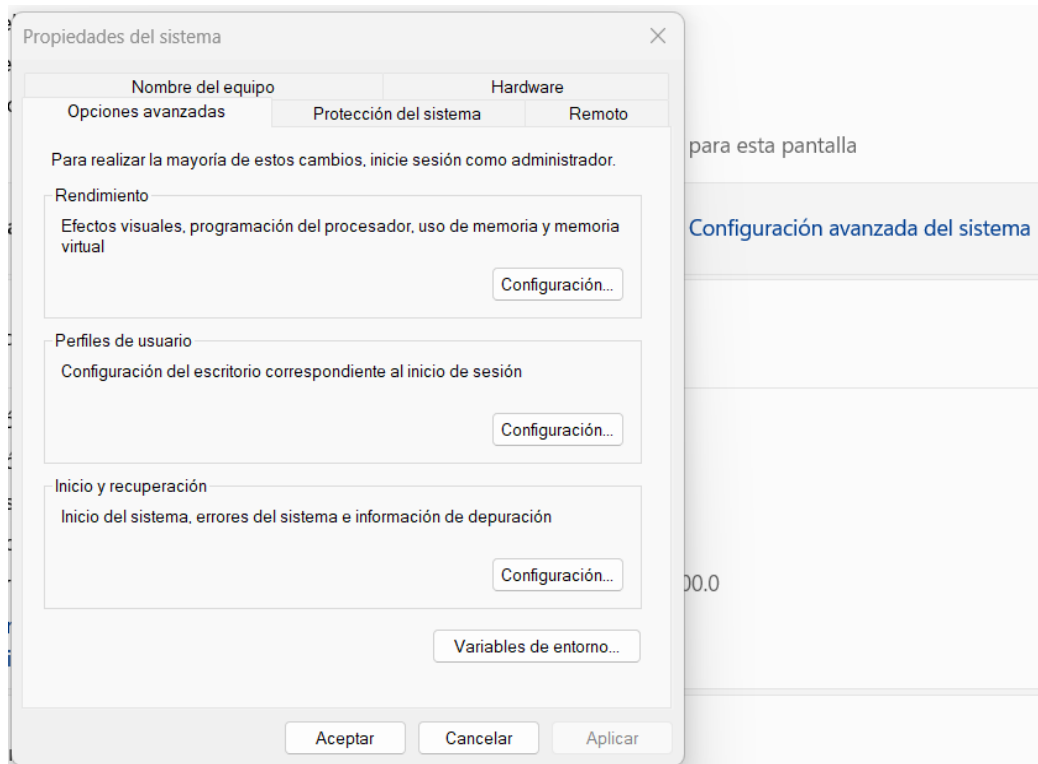 Propiedades del sistema
Nombre del equipo
Hardware
Opciones avanzadas
Protección del sistema
Remoto
Para realizar la mayoría de estos cambios, inicie sesión como administrador.
Rendimiento
Efectos visuales, programación del procesador, uso de memoria y memoria
virtual
Configuración...
Perfiles de usuario
Configuración del escritorio correspondiente al inicio de sesión
Configuración...
Inicio y recuperación
Inicio del sistema, errores del sistema e información de depuración
Configuración...
Variables de entorno...
Aceptar
Cancelar
Aplicar
para esta pantalla
Configuración avanzada del sistema
00.0